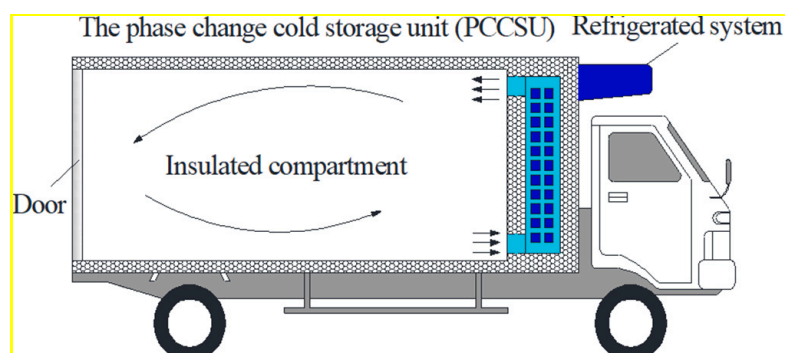 The phase change cold storage unit (PCCSU) Refrigerated system
Insulated compartment
Door